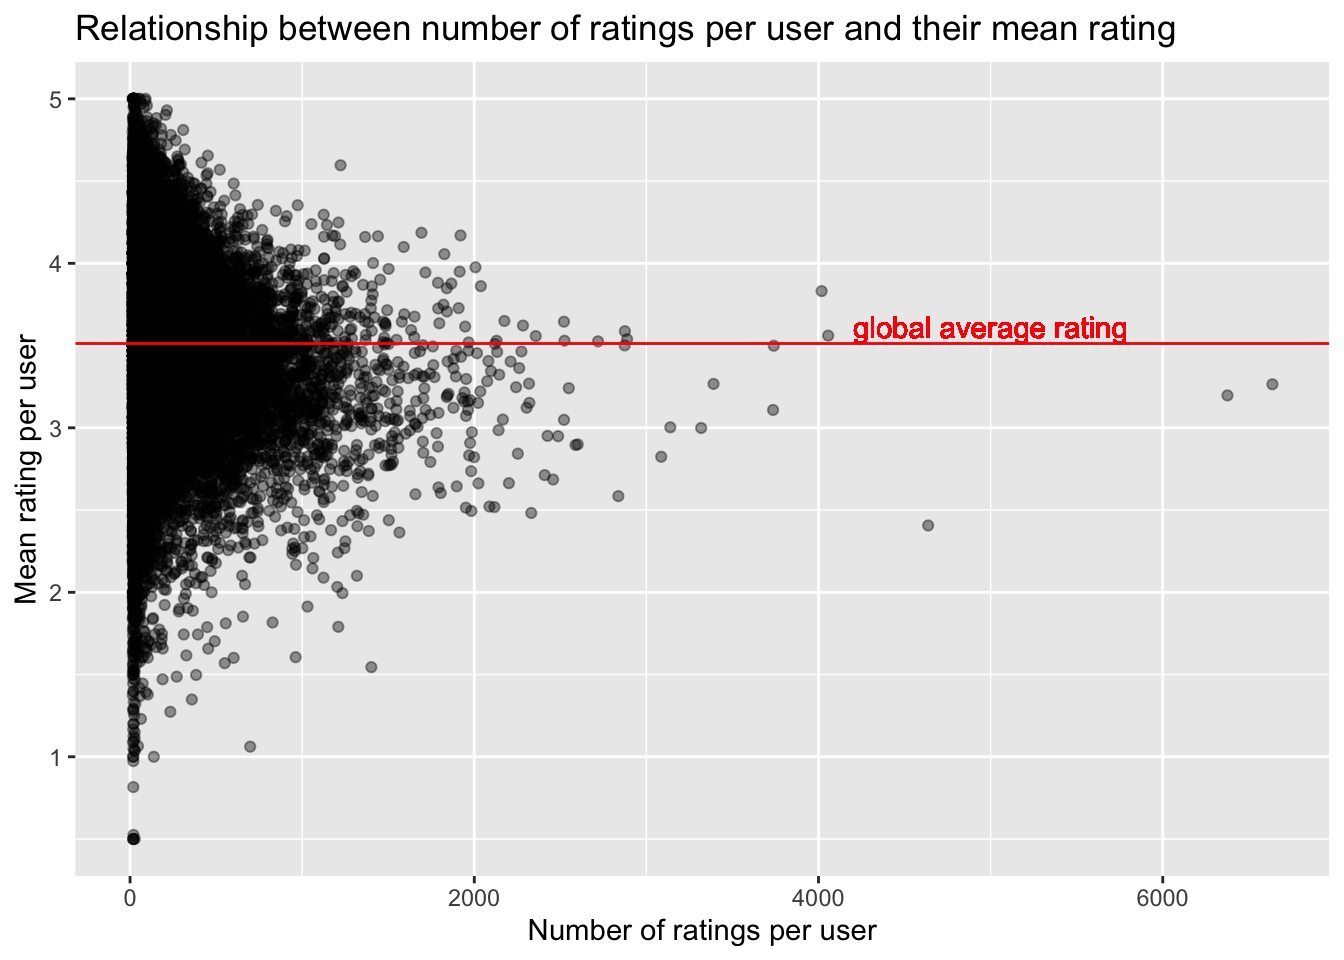 Relationship between number of ratings per user and their mean rating
5
4
3
2
1
Mean rating per user
global average rating
0 2000 4000 6000
Number of ratings per user